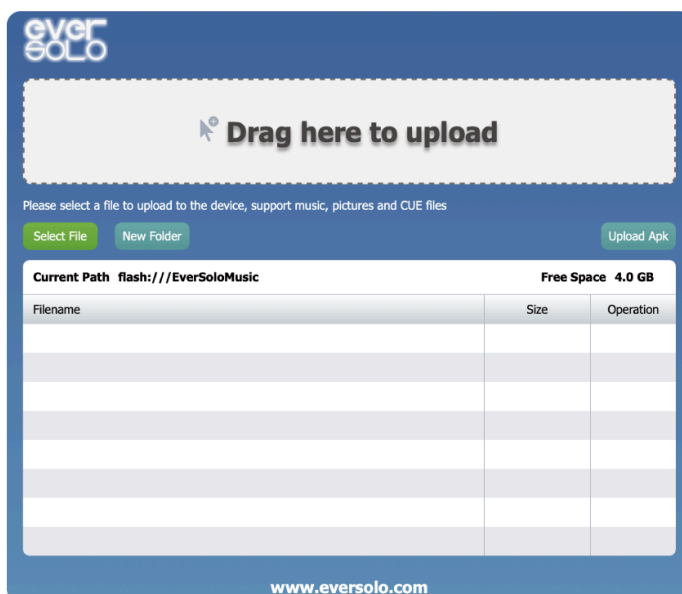 ever
SOLO
Drag here to upload
Please select a file to upload to the device, support music, pictures and CUE files
Select File New Folder Upload Apk
Current Path flash:///EverSoloMusic Free Space 4.0 GB
Filename Size Operation
www.eversolo.com